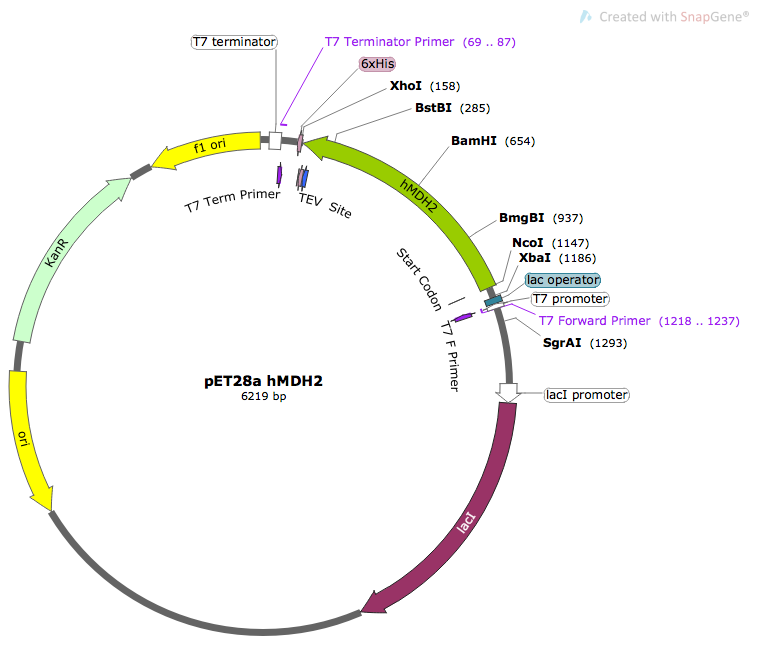 Created with SnapGene®
T7 terminator
T7 Terminator Primer (69 .. 87)
6xHis
XhoI (158)
BstBI (285)
BamHI (654)
f1 ori
hMDH2
T7 Term Primer
TEV Site
BmgBI (937)
KanR
NcoI (1147)
XbaI (1186)
Start Codon
lac operator
T7 promoter
T7 Forward Primer (1218 .. 1237)
SgrAI (1293)
T7 F Primer
pET28a hMDH2
6219 bp
lacI promoter
ori
lacI